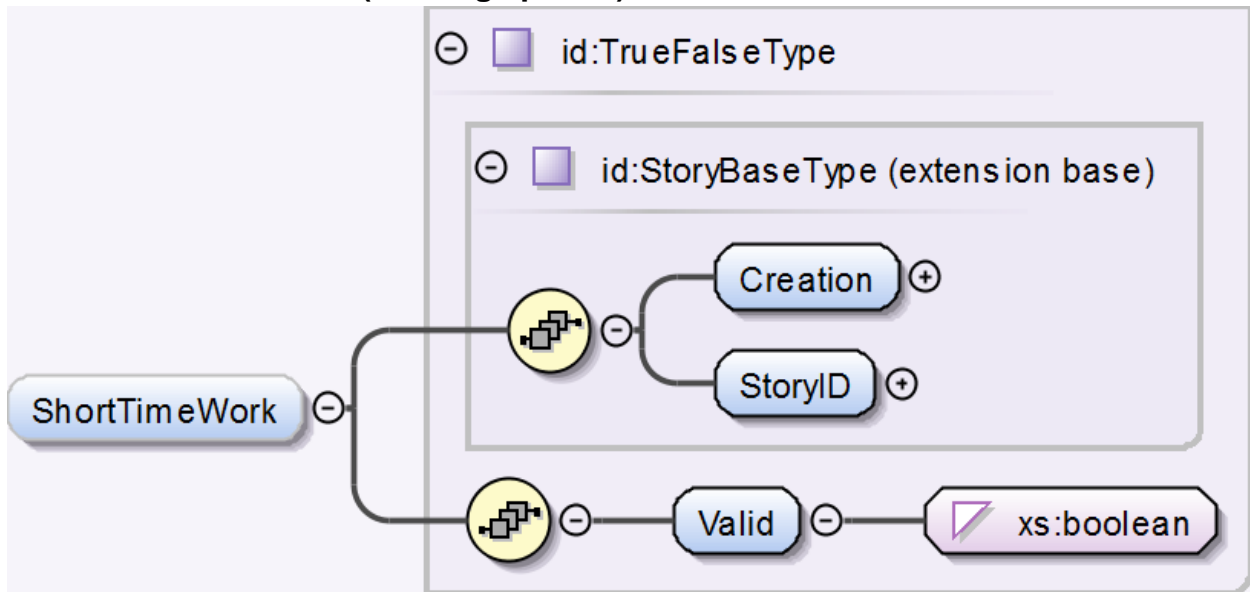 id:TrueFalseType
id:StoryBaseType (extension base)
Creation
StoryID
ShortTimeWork
Valid
xs:boolean